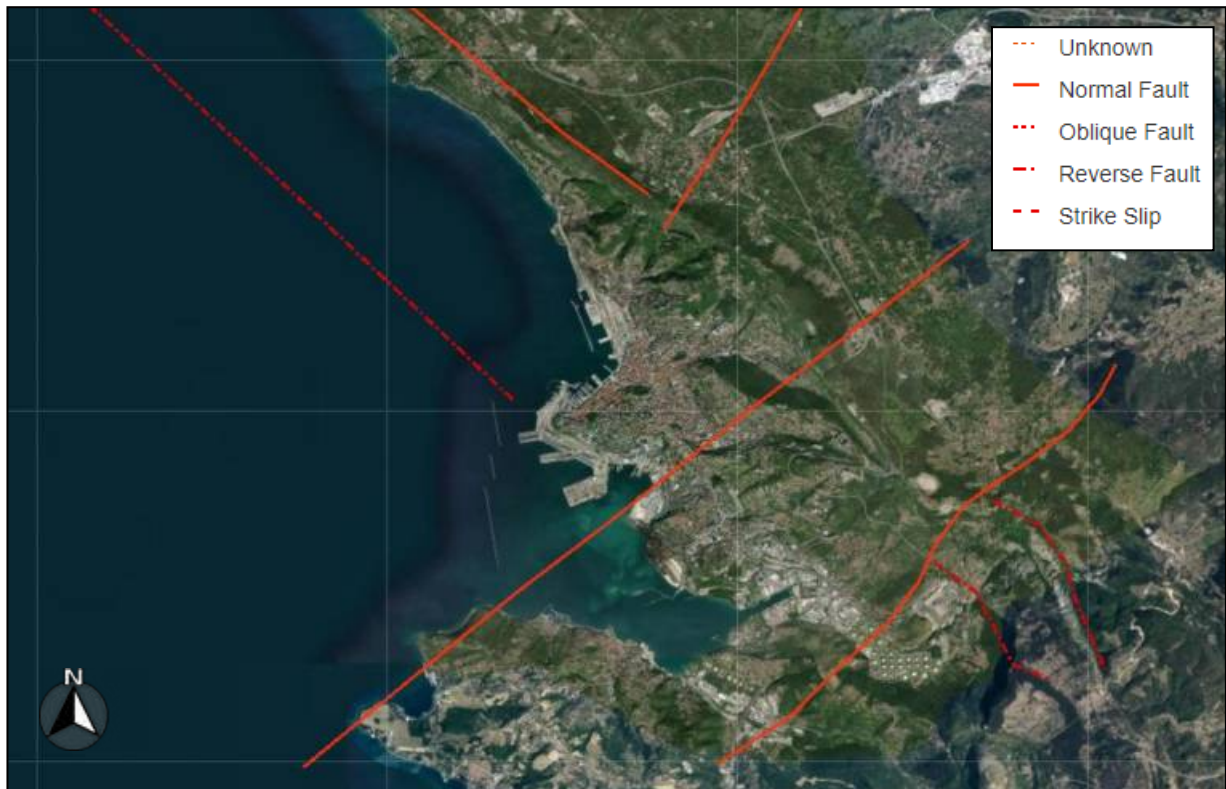 Unknown
Normal Fault
Oblique Fault
Reverse Fault
Strike Slip
N